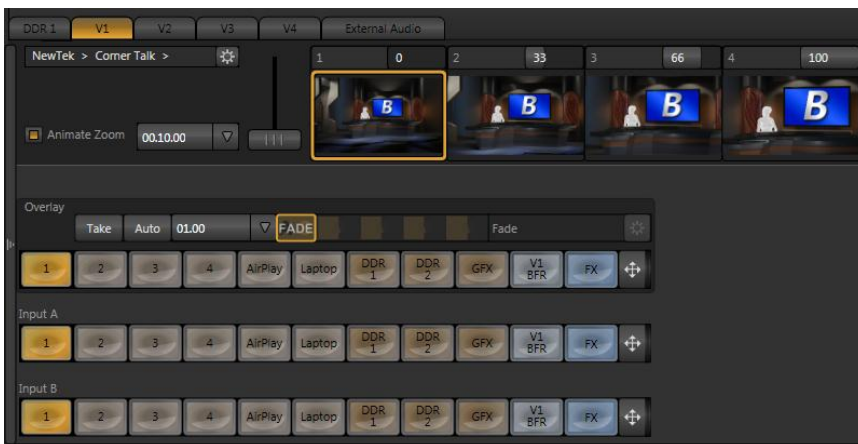 DDR 1 V1 V2 V3 V4 External Audio
NewTek > Corner Talk >
1 0 2 33 3 66 4 100
B B B B
Animate Zoom 00.10.00
Overlay
Take Auto 01.00 FADE Fade
1 2 3 4 AirPlay Laptop DDR 1 DDR 2 GFX V1 BFR FX
Input A
1 2 3 4 AirPlay Laptop DDR 1 DDR 2 GFX V1 BFR FX
Input B
1 2 3 4 AirPlay Laptop DDR 1 DDR 2 GFX V1 BFR FX